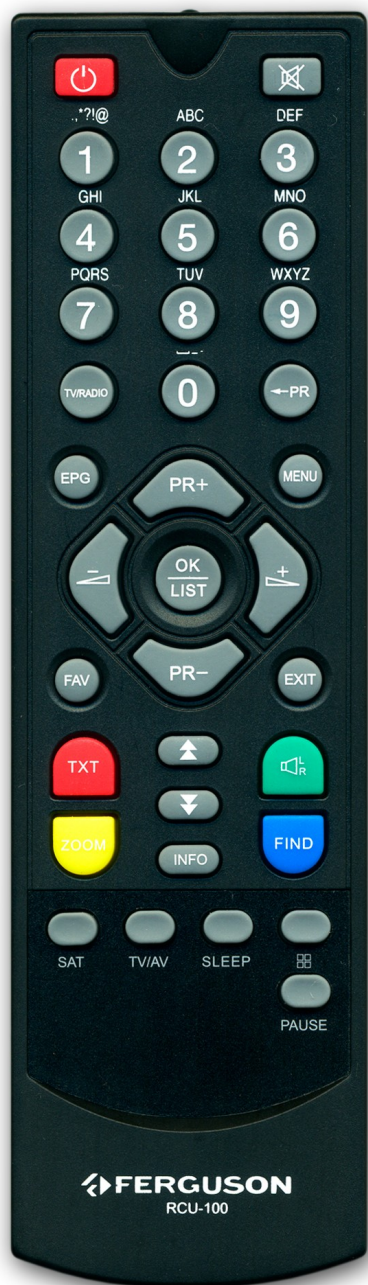 .,*?!@ ABC DEF
1 2 3
GHI JKL MNO
4 5 6
PQRS TUV WXYZ
7 8 9
TV/RADIO 0 ←PR
EPG PR+ MENU
− OK +
LIST
FAV PR− EXIT
TXT L
R
ZOOM FIND
INFO
SAT TV/AV SLEEP
PAUSE
FERGUSON
RCU-100